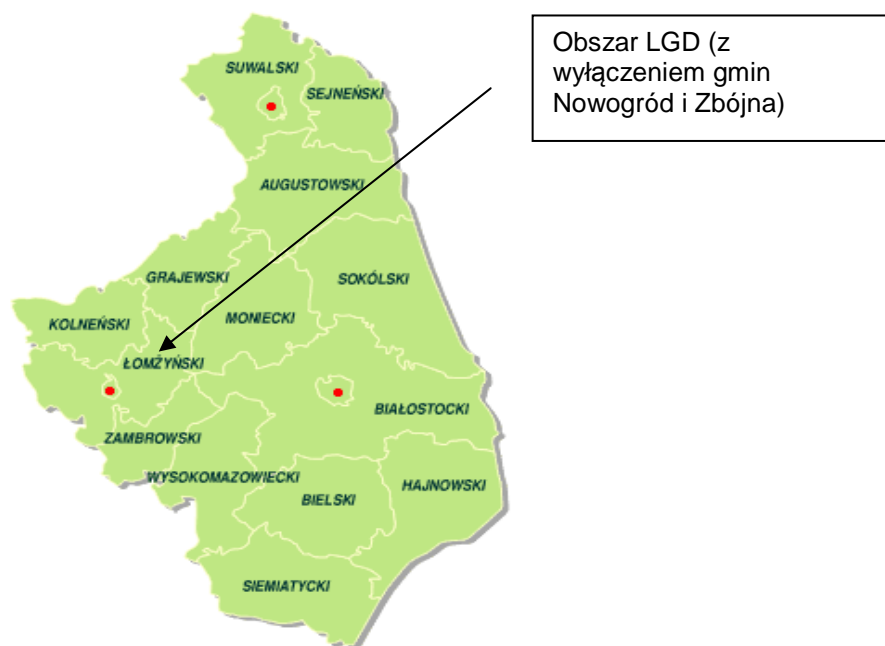 Obszar LGD (z
wyłączeniem gmin
Nowogród i Zbójna)
SUWALSKI
SEJNEŃSKI
AUGUSTOWSKI
GRAJEWSKI
SOKÓLSKI
KOLNEŃSKI
MONIECKI
ŁOMŻYŃSKI
BIAŁOSTOCKI
ZAMBROWSKI
WYSOKOMAZOWIECKI
BIELSKI
HAJNOWSKI
SIEMIATYCKI